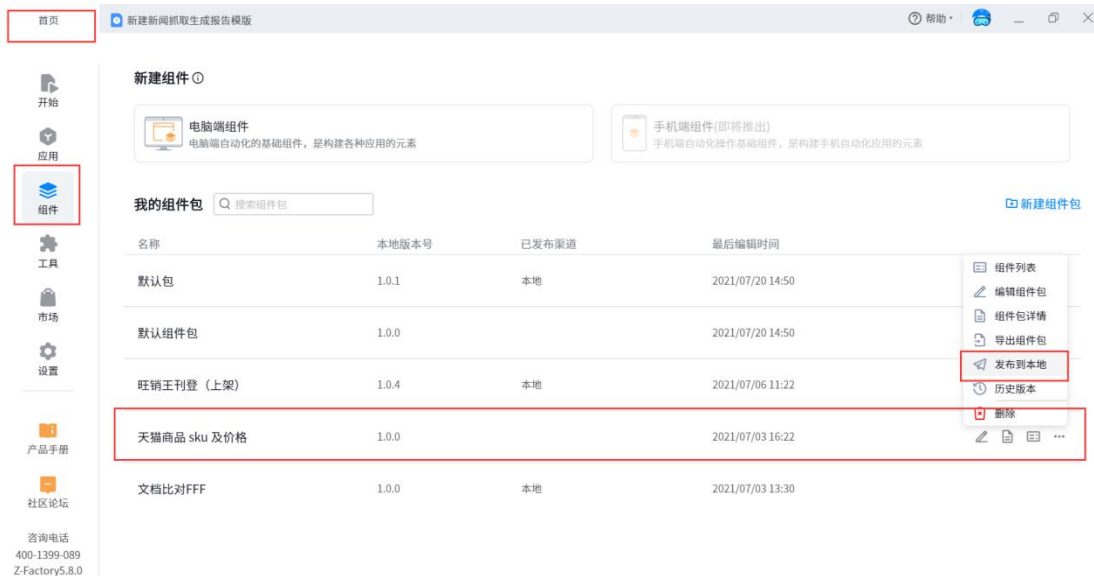 首页
新建新闻抓取生成报告模版
帮助
开始
应用
组件
工具
市场
设置
产品手册
社区论坛
咨询电话
400-1399-089
Z-Factory5.8.0
新建组件
电脑端组件
电脑端自动化的基础组件，是构建各种应用的元素
手机端组件(即将推出)
手机端自动化操作基础组件，是构建手机自动化应用的元素
我的组件包 搜索组件包 新建组件包
名称 本地版本号 已发布渠道 最后编辑时间
默认包 1.0.1 本地 2021/07/20 14:50
默认组件包 1.0.0 2021/07/20 14:50
旺销王刊登（上架） 1.0.4 本地 2021/07/06 11:22
天猫商品 sku 及价格 1.0.0 2021/07/03 16:22
文档比对FFF 1.0.0 本地 2021/07/03 13:30
组件列表
编辑组件包
组件包详情
导出组件包
发布到本地
历史版本
删除